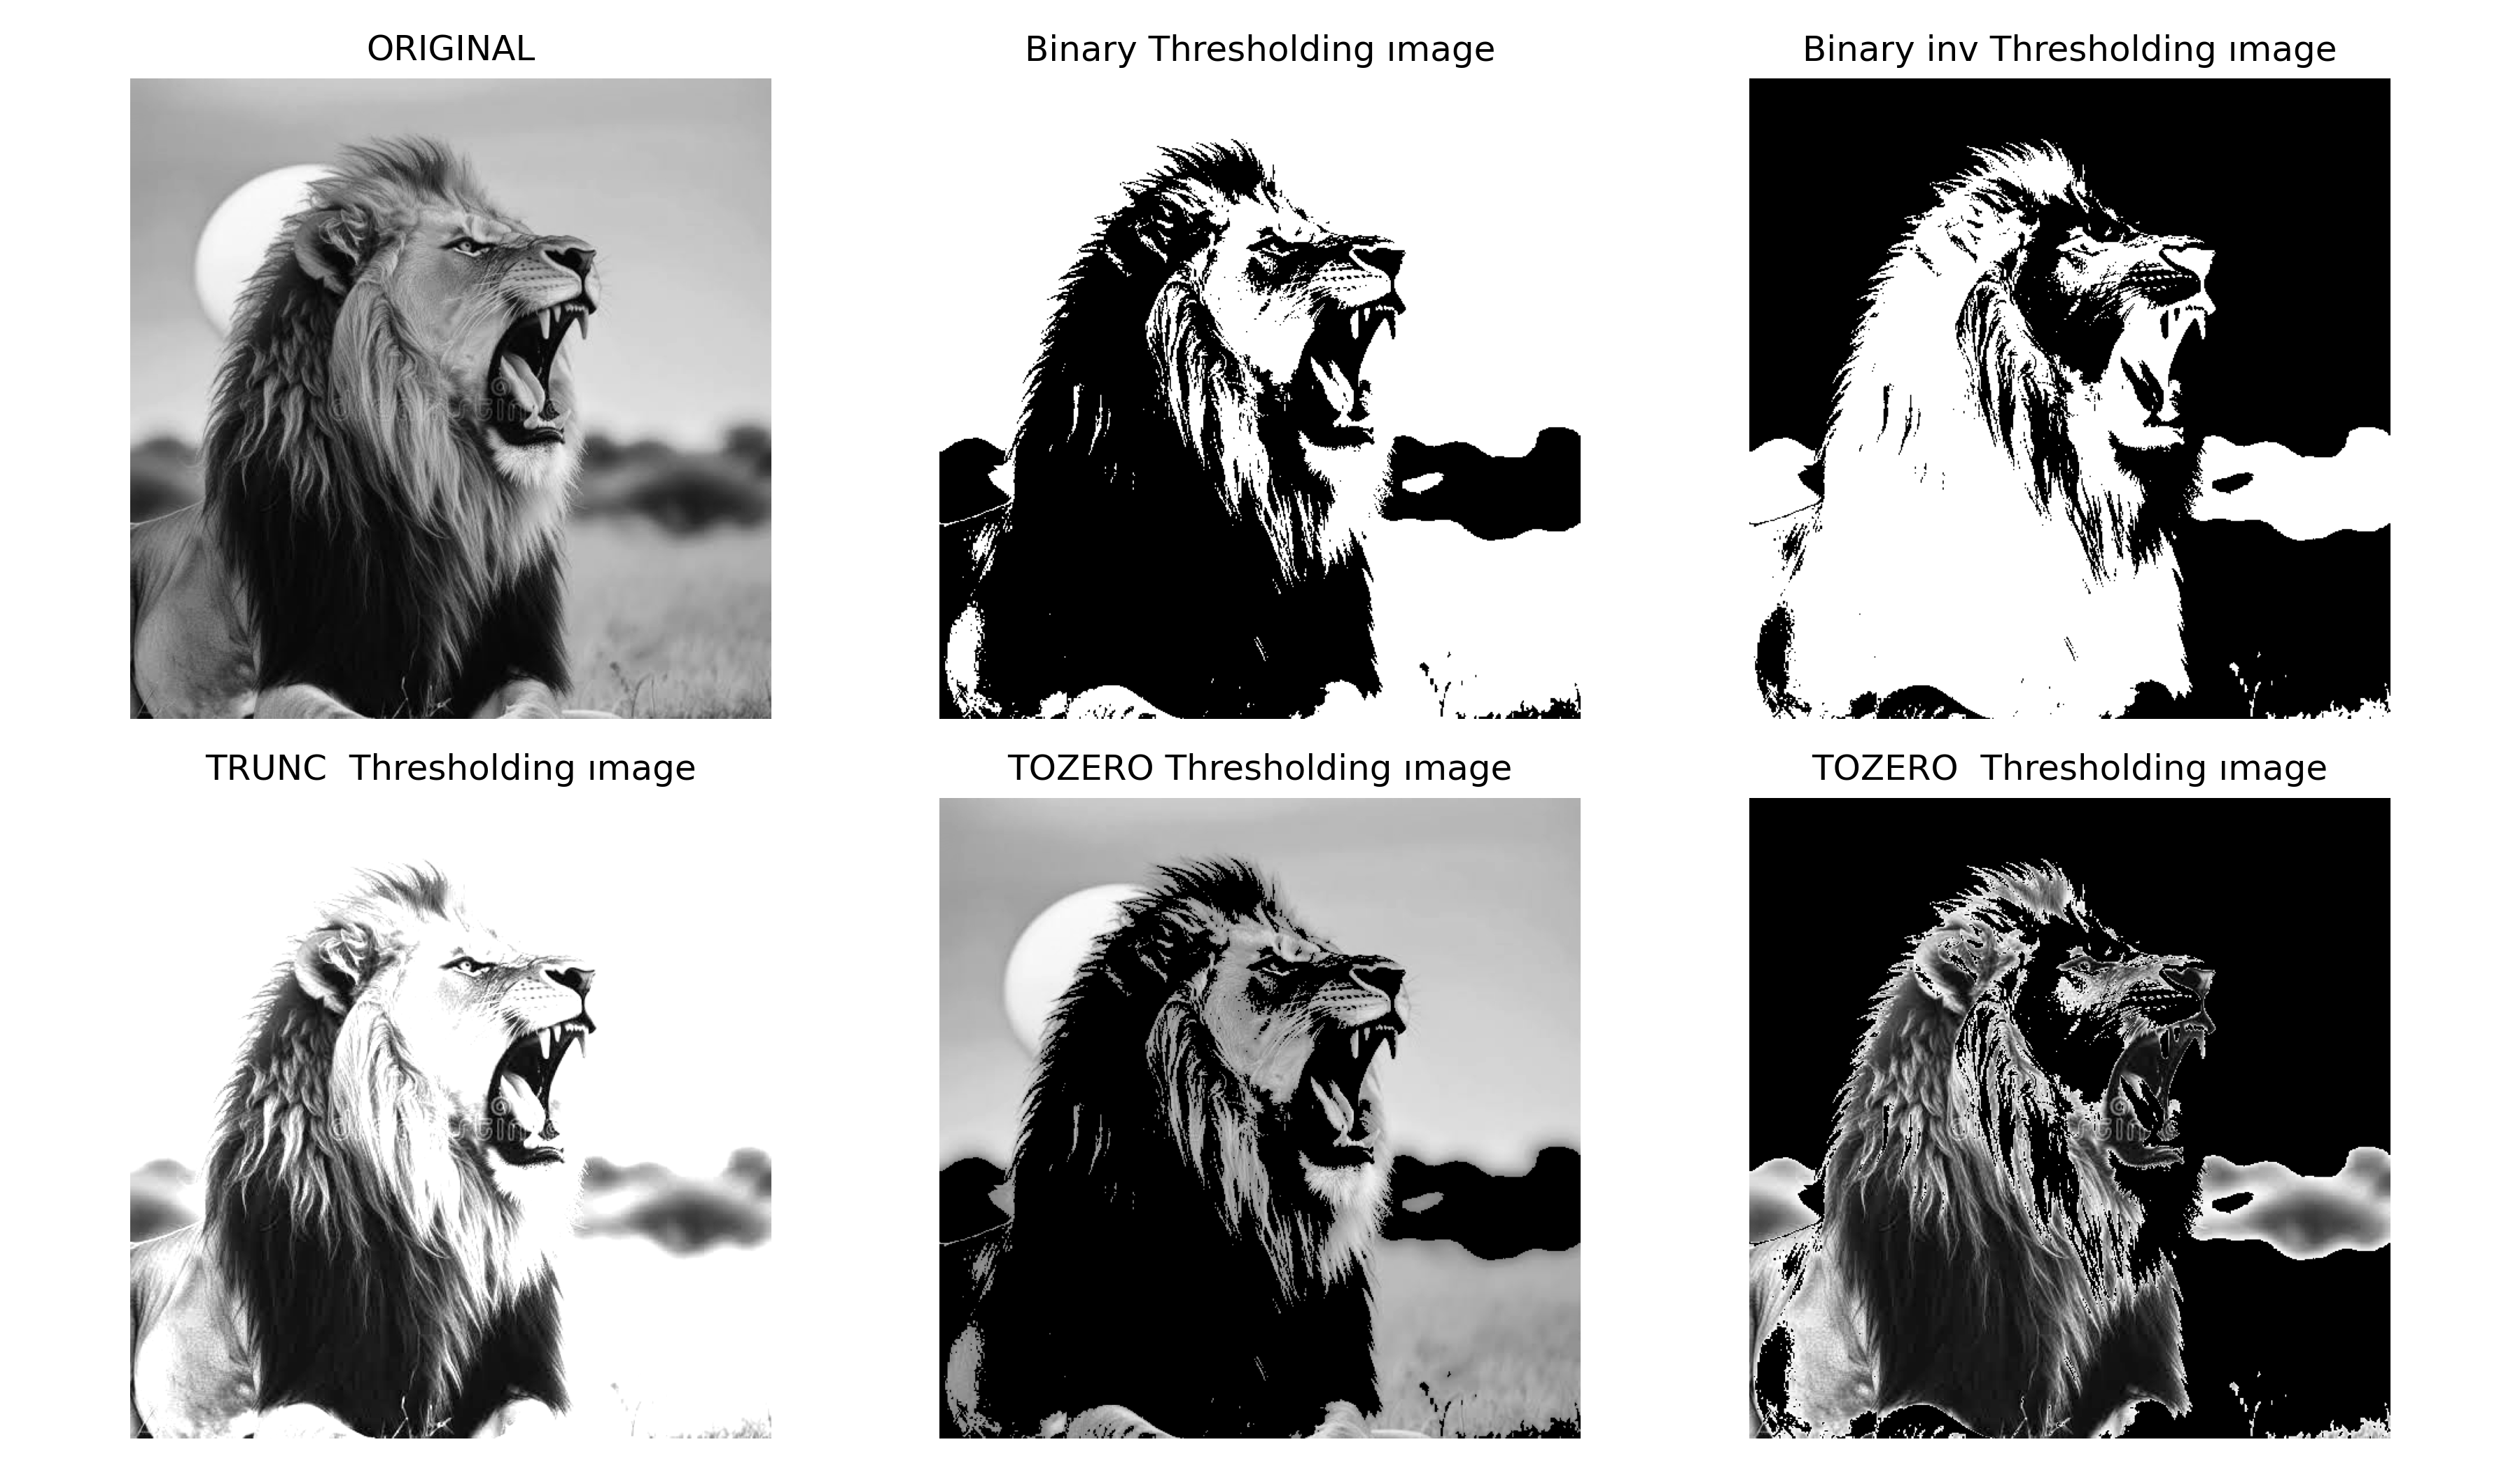 ORIGINAL
Binary Thresholding ımage
Binary inv Thresholding ımage
TRUNC  Thresholding ımage
TOZERO Thresholding ımage
TOZERO  Thresholding ımage